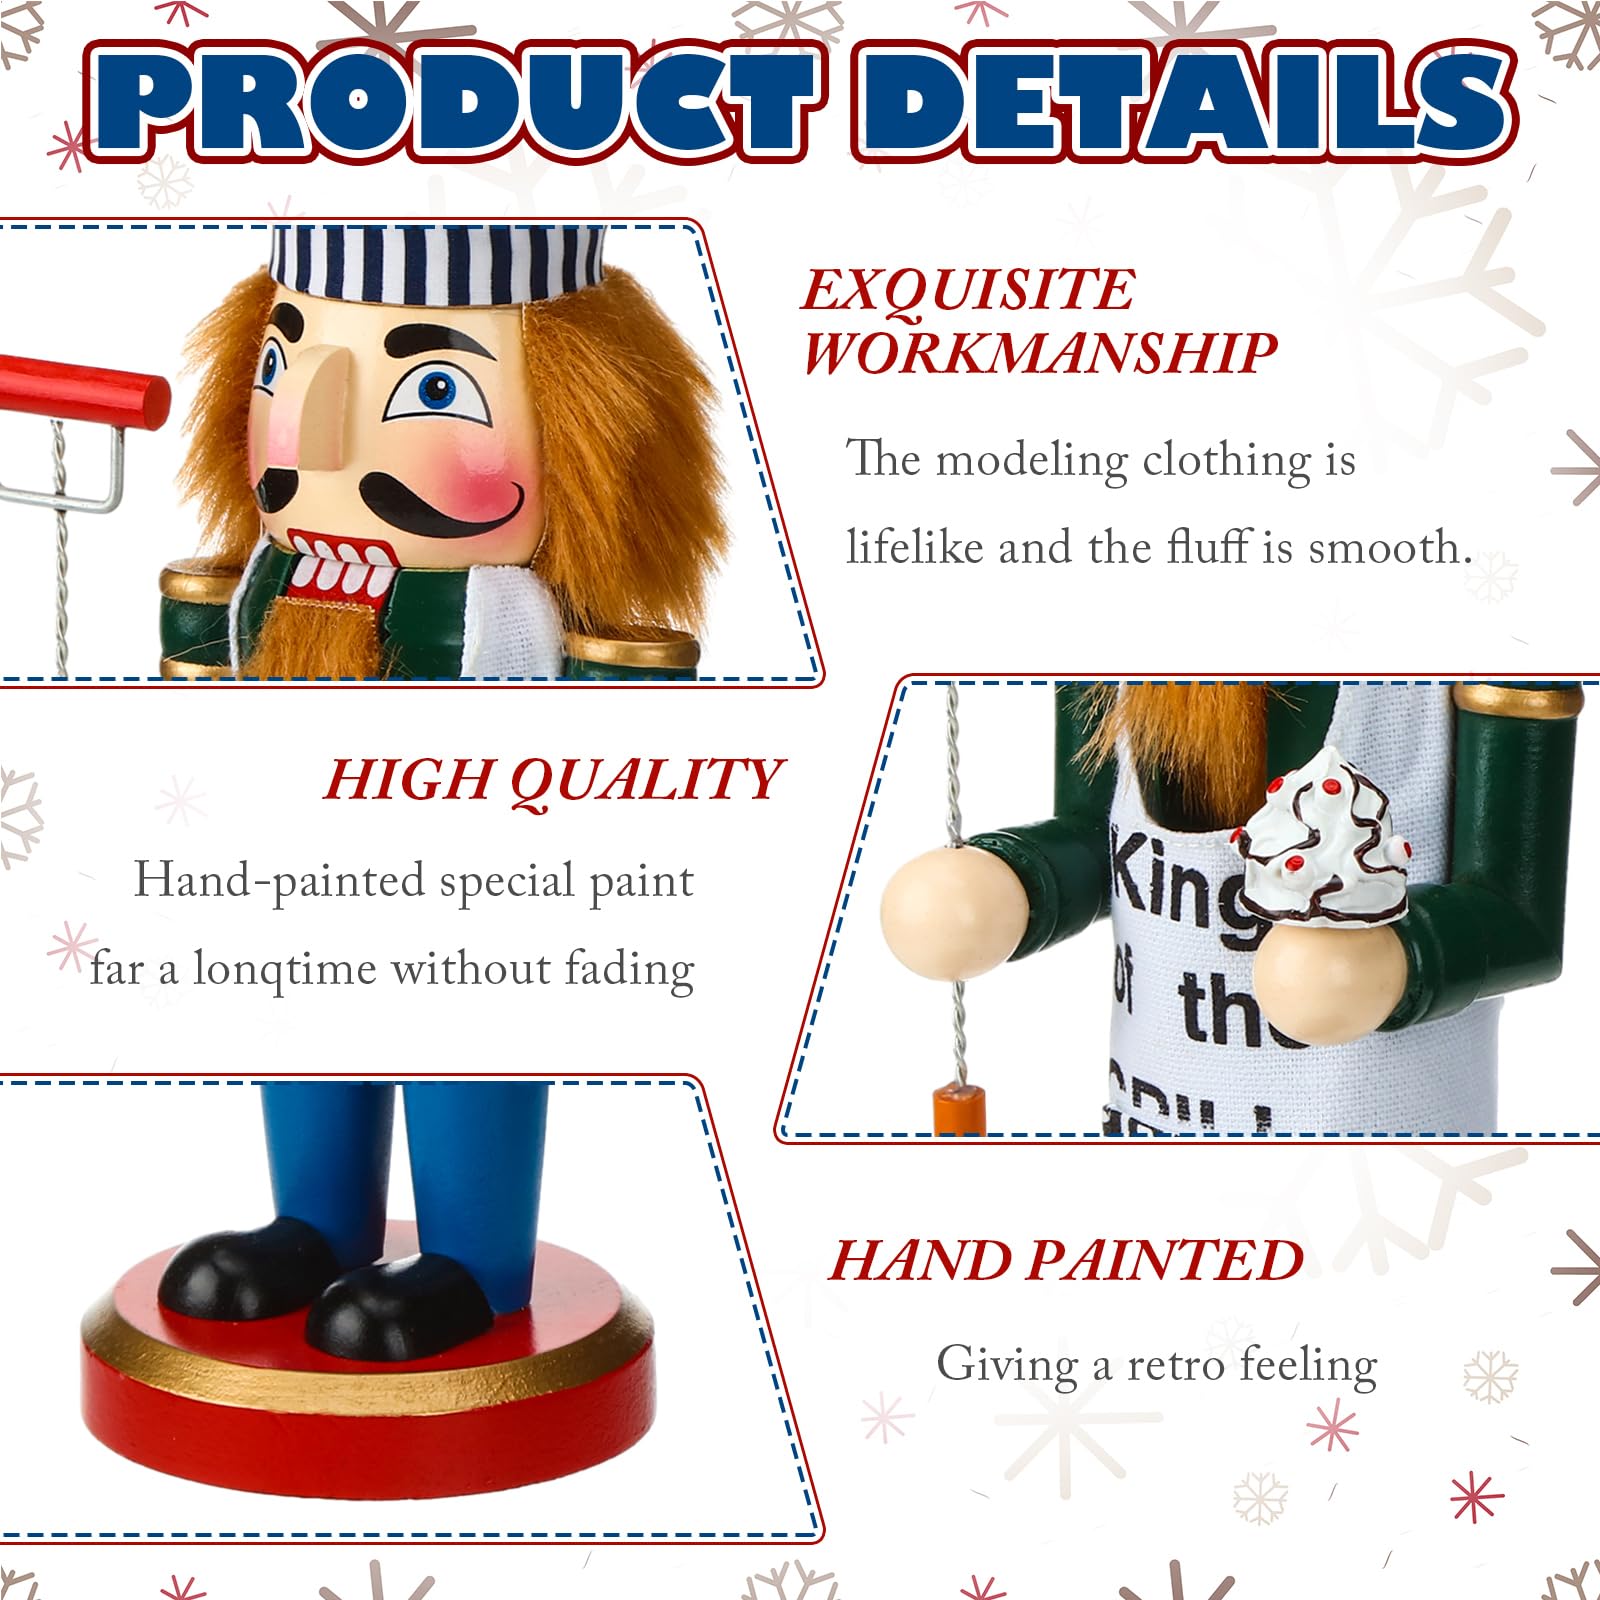 PRODUCT DETAILS
EXQUISITE
WORKMANSHIP
The modeling clothing is
lifelike and the fluff is smooth.
HIGH QUALITY
Hand-painted special paint
far a lonqtime without fading
King
of the
GRILL
HAND PAINTED
Giving a retro feeling